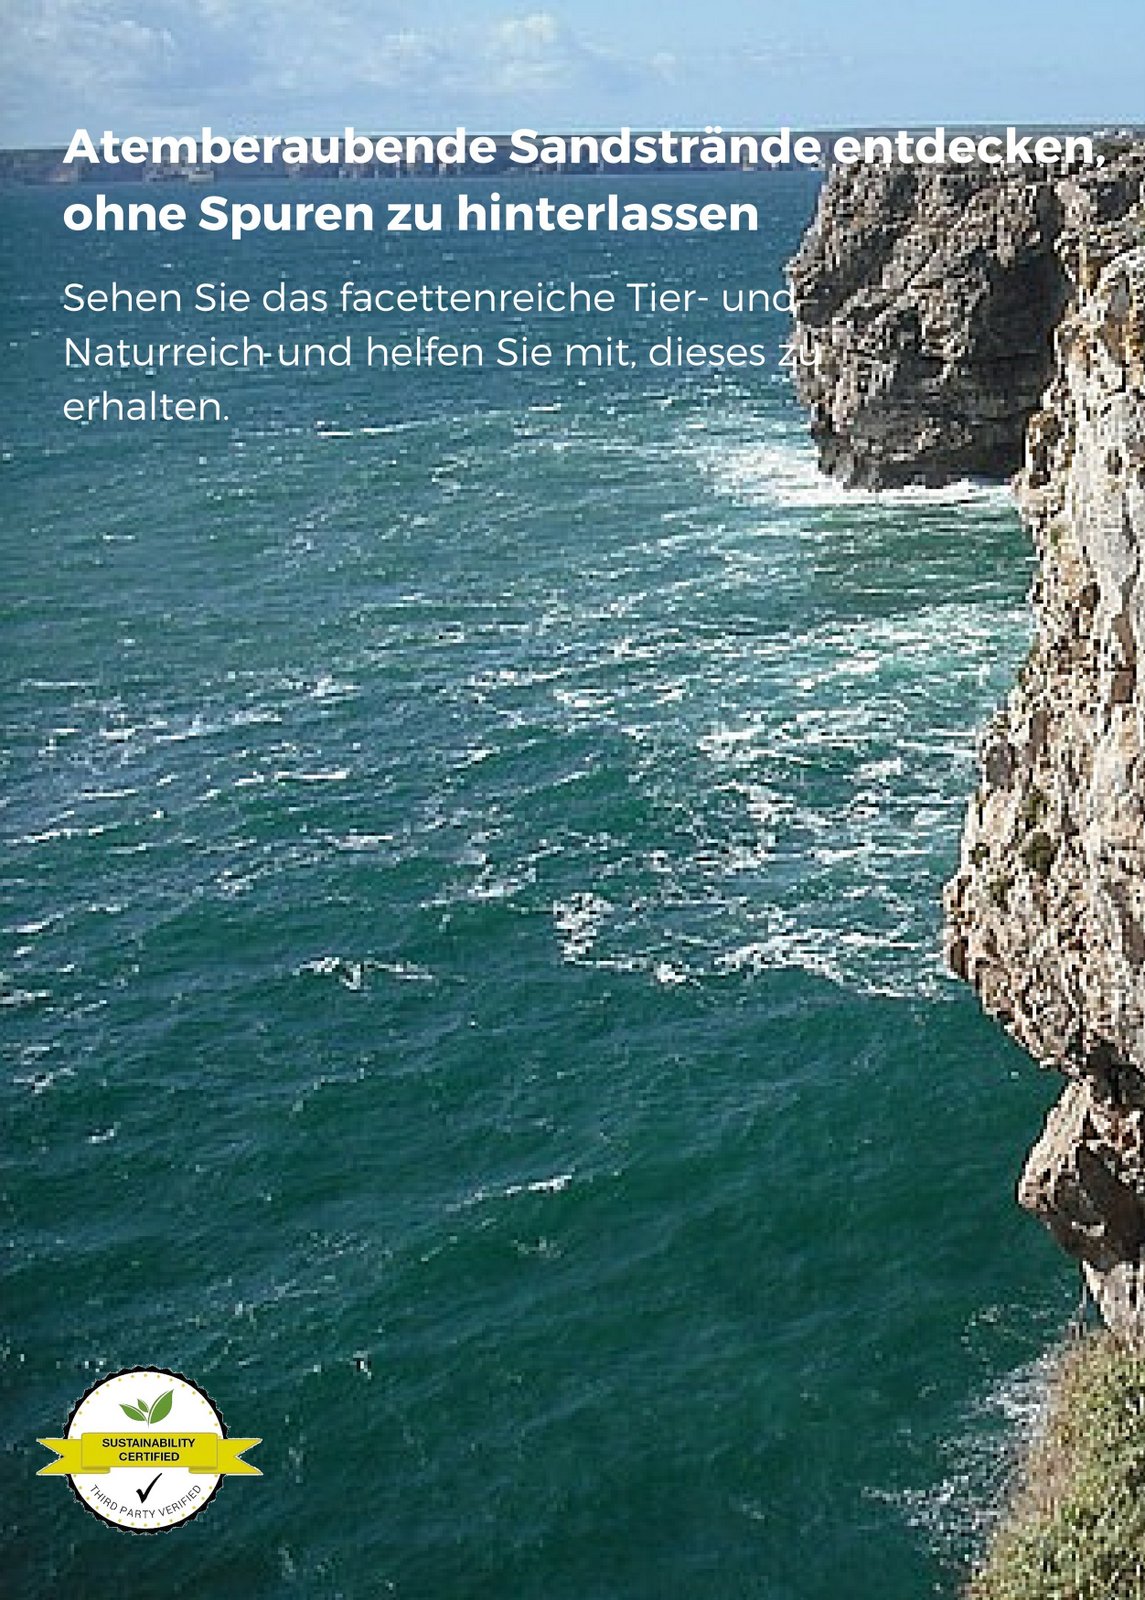 Atemberaubende Sandstrände entdecken,
ohne Spuren zu hinterlassen
Sehen Sie das facettenreiche Tier- und
Naturreich und helfen Sie mit, dieses zu
erhalten.
SUSTAINABILITY
CERTIFIED
THIRD PARTY VERIFIED